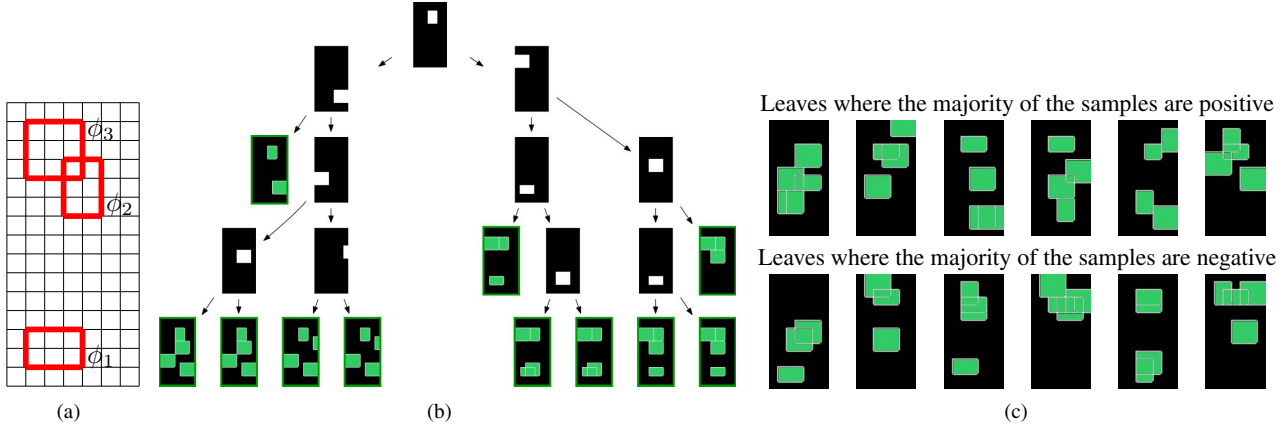 Leaves where the majority of the samples are positive
ϕ3
ϕ2
Leaves where the majority of the samples are negative
ϕ1
(a)
(b)
(c)